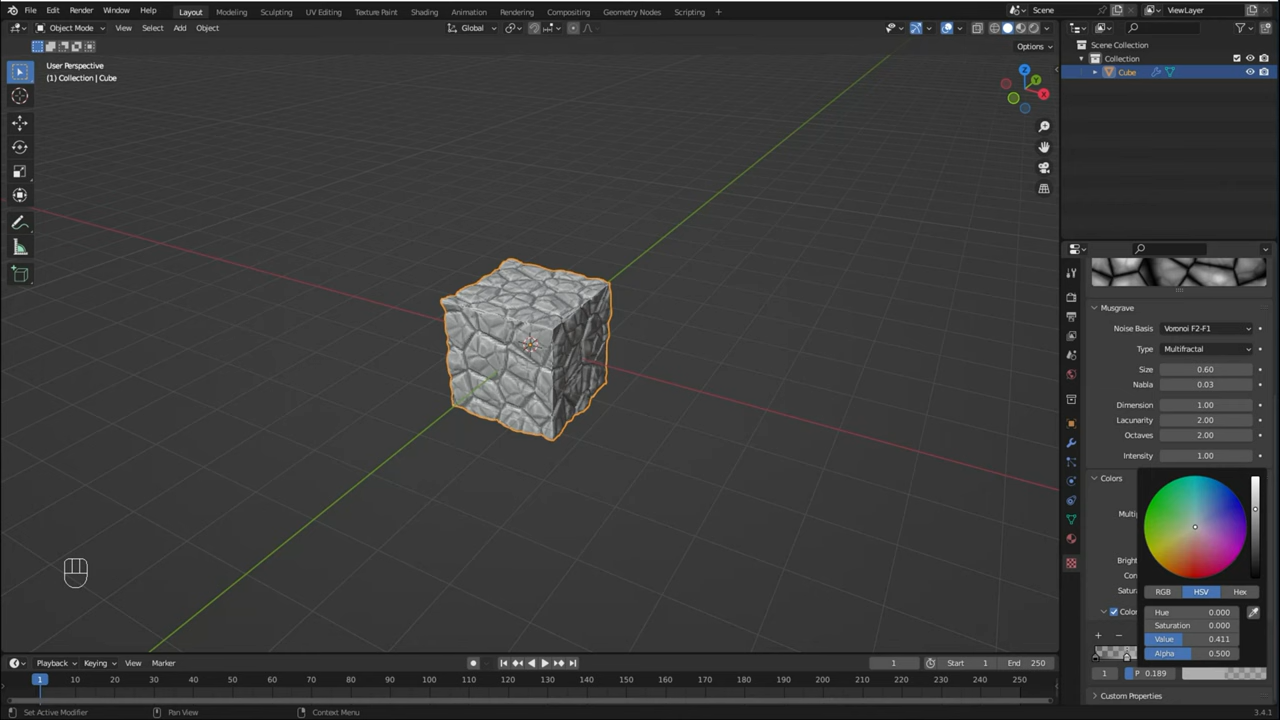 File Edit Render Window Help Layout Modeling Sculpting UV Editing Texture Paint Shading Animation Rendering Compositing Geometry Nodes Scripting + Scene ViewLayer
Object Mode View Select Add Object Global
Options
User Perspective
(1) Collection | Cube
Z
Y
X
Scene Collection
Collection
Cube
Musgrave
Noise Basis Voronoi F2-F1
Type Multifractal
Size 0.60
Nabla 0.03
Dimension 1.00
Lacunarity 2.00
Octaves 2.00
Intensity 1.00
Colors
Multip
Bright
Con
Satura
RGB HSV Hex
Color
Hue 0.000
Saturation 0.000
Value 0.411
Alpha 0.500
1 P 0.189
Custom Properties
Playback Keying View Marker 1 Start 1 End 250
1 10 20 30 40 50 60 70 80 90 100 110 120 130 140 150 160 170 180 190 200 210 220 230 240 250
Set Active Modifier Pan View Context Menu 3.4.1